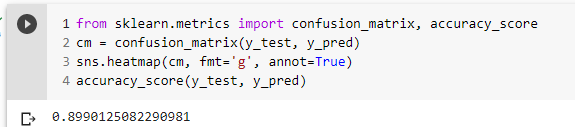 1 from sklearn.metrics import confusion_matrix, accuracy_score
2 cm = confusion_matrix(y_test, y_pred)
3 sns.heatmap(cm, fmt='g', annot=True)
4 accuracy_score(y_test, y_pred)
0.8990125082290981